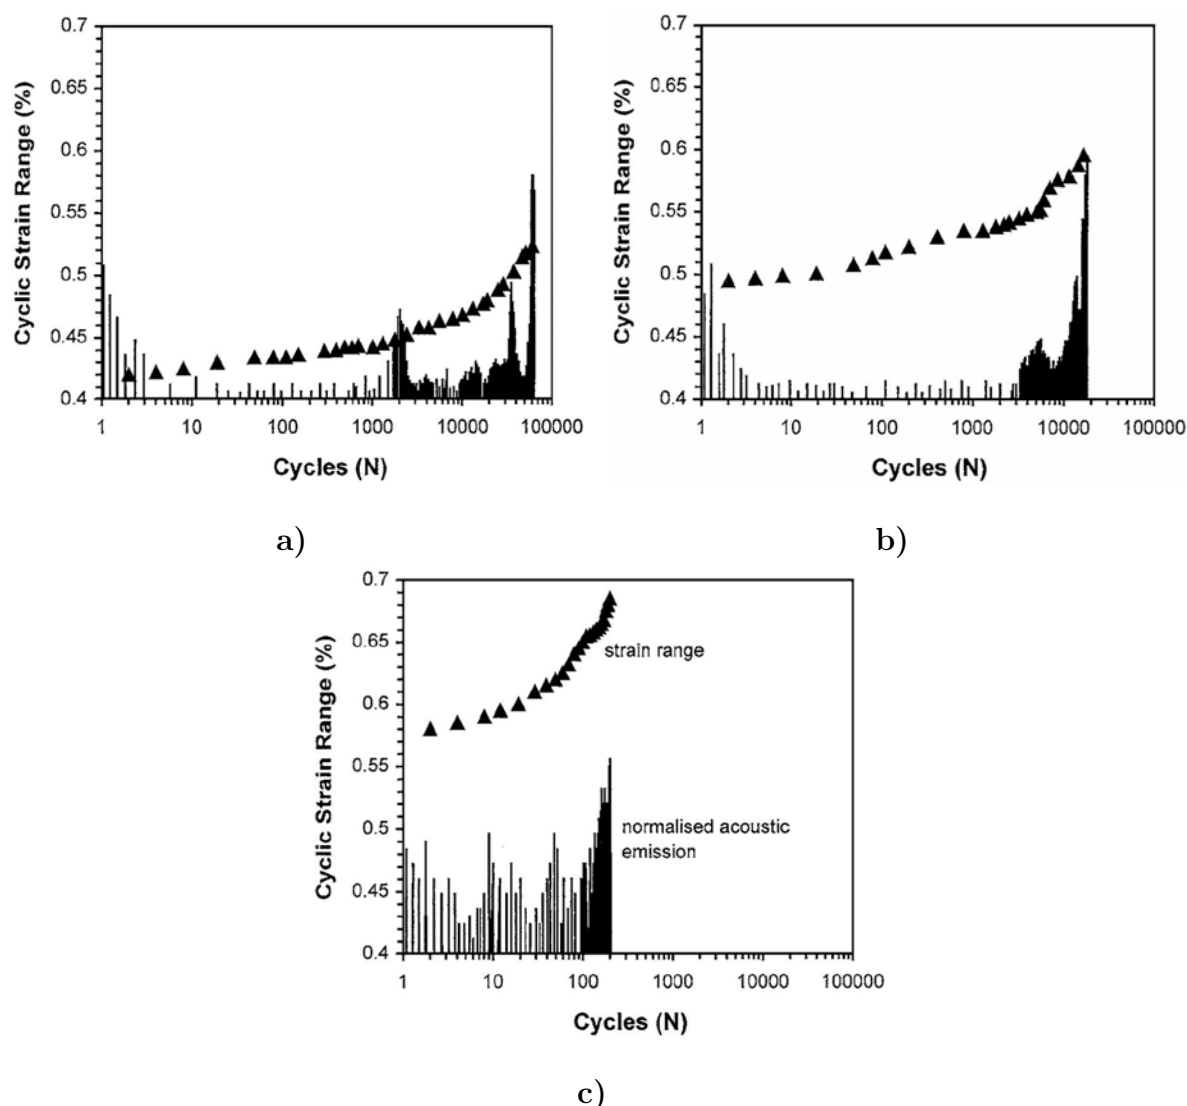 0.7
0.65
0.6
0.55
0.5
0.45
0.4
Cyclic Strain Range (%)
1 10 100 1000 10000 100000
Cycles (N)
a)
0.7
0.65
0.6
0.55
0.5
0.45
0.4
Cyclic Strain Range (%)
1 10 100 1000 10000 100000
Cycles (N)
b)
0.7
0.65
0.6
0.55
0.5
0.45
0.4
Cyclic Strain Range (%)
strain range
normalised acoustic
emission
1 10 100 1000 10000 100000
Cycles (N)
c)